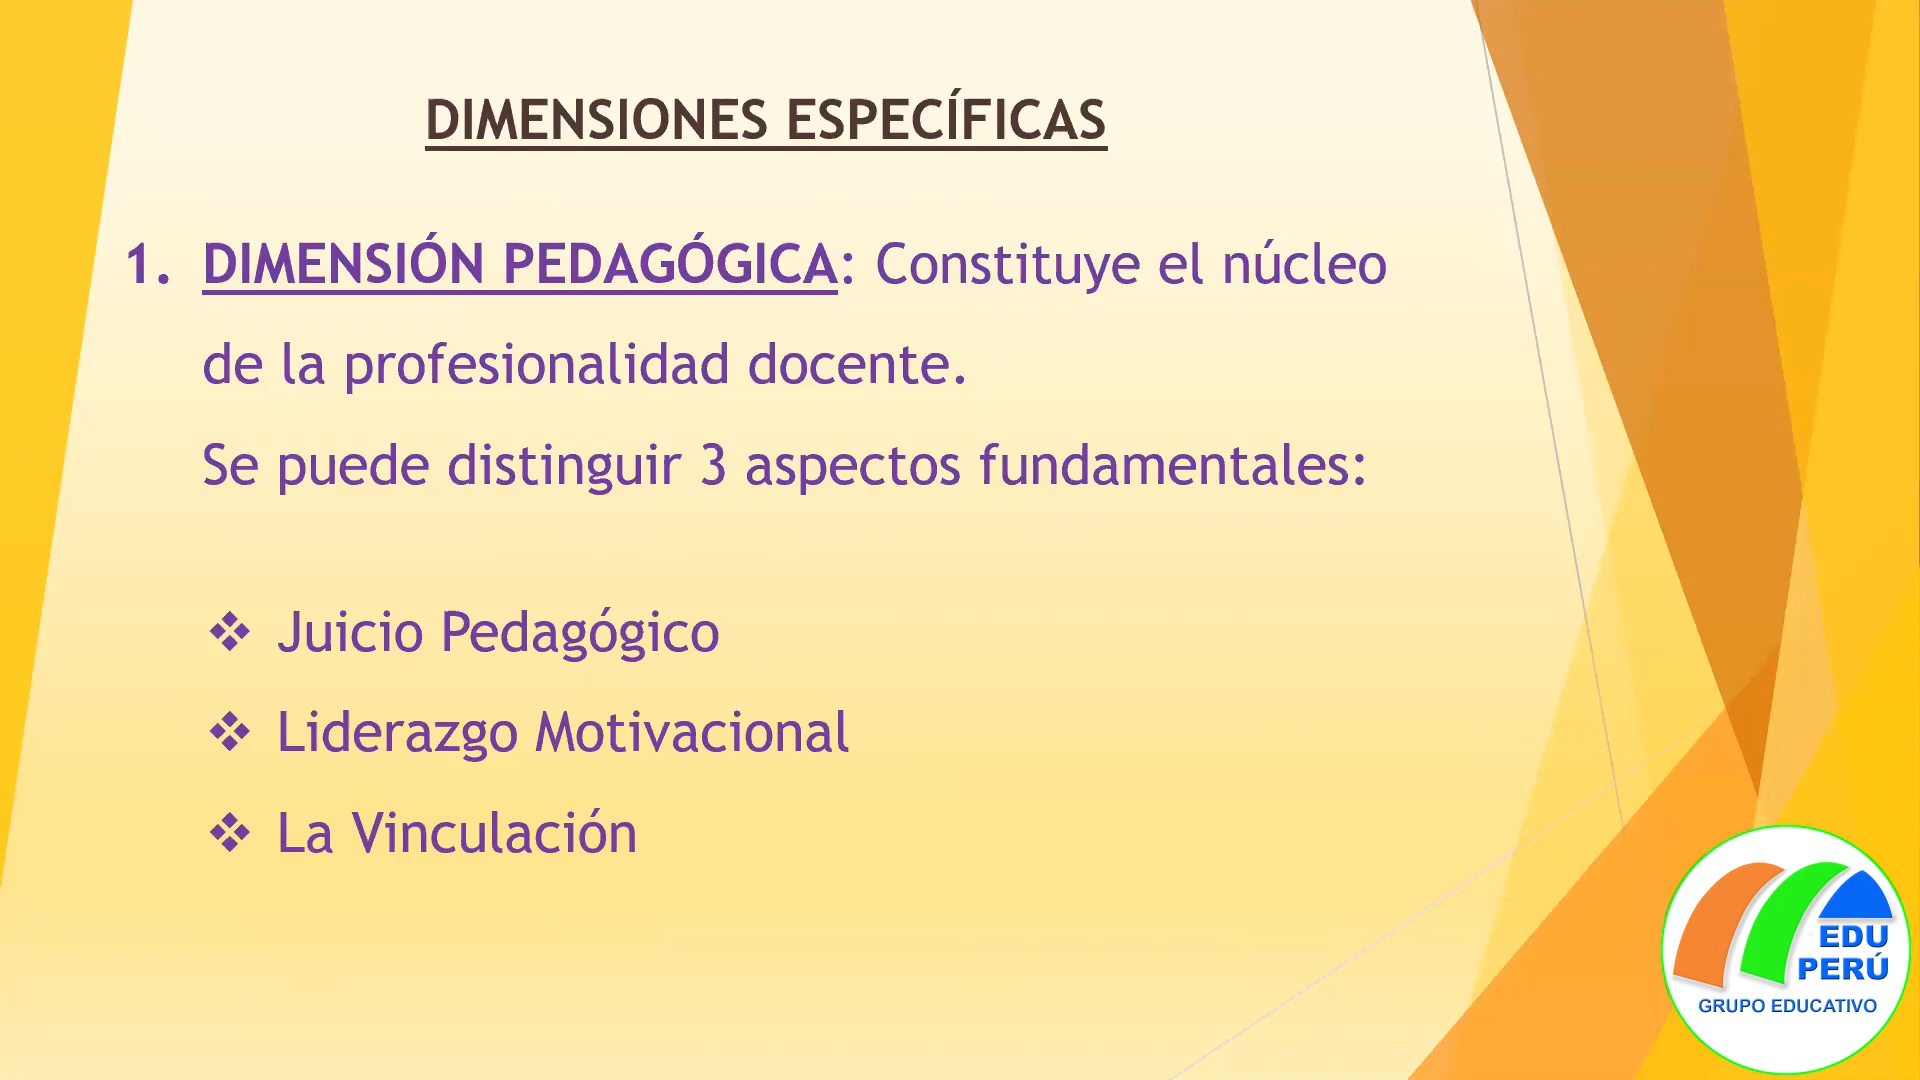 DIMENSIONES ESPECÍFICAS
1. DIMENSIÓN PEDAGÓGICA: Constituye el núcleo
de la profesionalidad docente.
Se puede distinguir 3 aspectos fundamentales:
❖ Juicio Pedagógico
❖ Liderazgo Motivacional
❖ La Vinculación
EDU
PERÚ
GRUPO EDUCATIVO